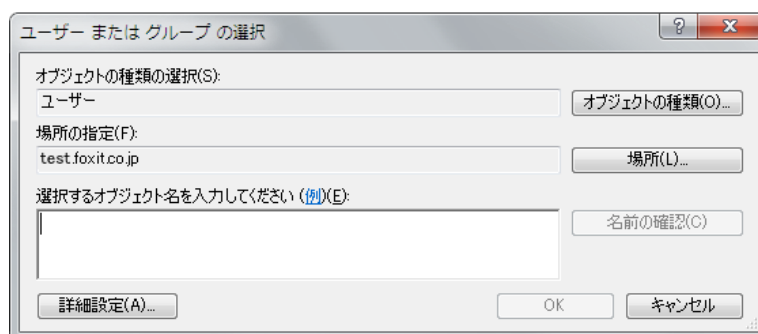 ユーザー または グループ の選択
オブジェクトの種類の選択(S):
ユーザー
オブジェクトの種類(O)...
場所の指定(F):
test.foxit.co.jp
場所(L)...
選択するオブジェクト名を入力してください (例)(E):
名前の確認(C)
詳細設定(A)...
OK
キャンセル